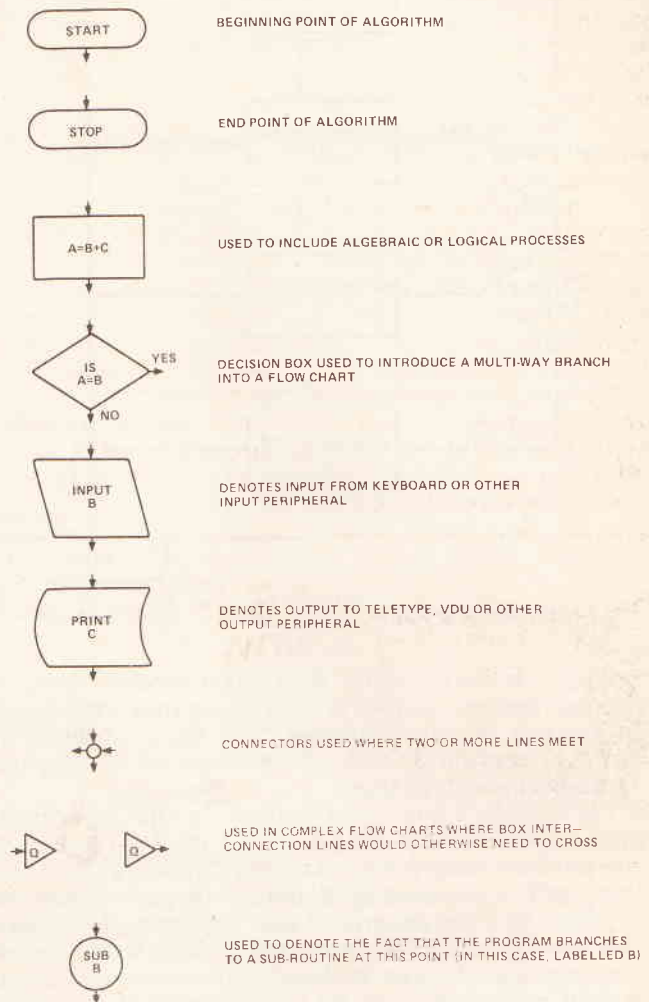 START
BEGINNING POINT OF ALGORITHM
STOP
END POINT OF ALGORITHM
A=B+C
USED TO INCLUDE ALGEBRAIC OR LOGICAL PROCESSES
IS
A=B
YES
NO
DECISION BOX USED TO INTRODUCE A MULTI-WAY BRANCH
INTO A FLOW CHART
INPUT
B
DENOTES INPUT FROM KEYBOARD OR OTHER
INPUT PERIPHERAL
PRINT
C
DENOTES OUTPUT TO TELETYPE, VDU OR OTHER
OUTPUT PERIPHERAL
CONNECTORS USED WHERE TWO OR MORE LINES MEET
Q
Q
USED IN COMPLEX FLOW CHARTS WHERE BOX INTER–
CONNECTION LINES WOULD OTHERWISE NEED TO CROSS
SUB
B
USED TO DENOTE THE FACT THAT THE PROGRAM BRANCHES
TO A SUB-ROUTINE AT THIS POINT (IN THIS CASE, LABELLED B)